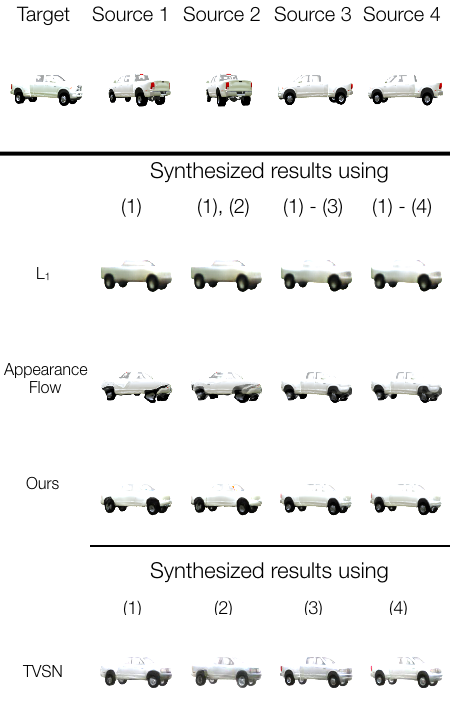 Target Source 1 Source 2 Source 3 Source 4
Synthesized results using
(1) (1), (2) (1) - (3) (1) - (4)
L₁
Appearance
Flow
Ours
Synthesized results using
(1) (2) (3) (4)
TVSN